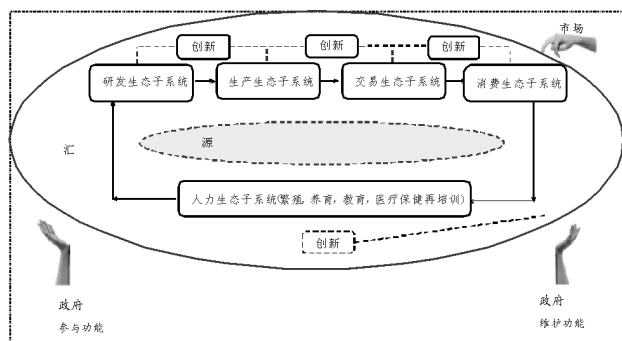 市场
创新
创新
创新
研发生态子系统
生产生态子系统
交易生态子系统
消费生态子系统
汇
源
人力生态子系统(繁殖, 养育, 教育, 医疗保健再培训)
创新
政府
参与功能
政府
维护功能